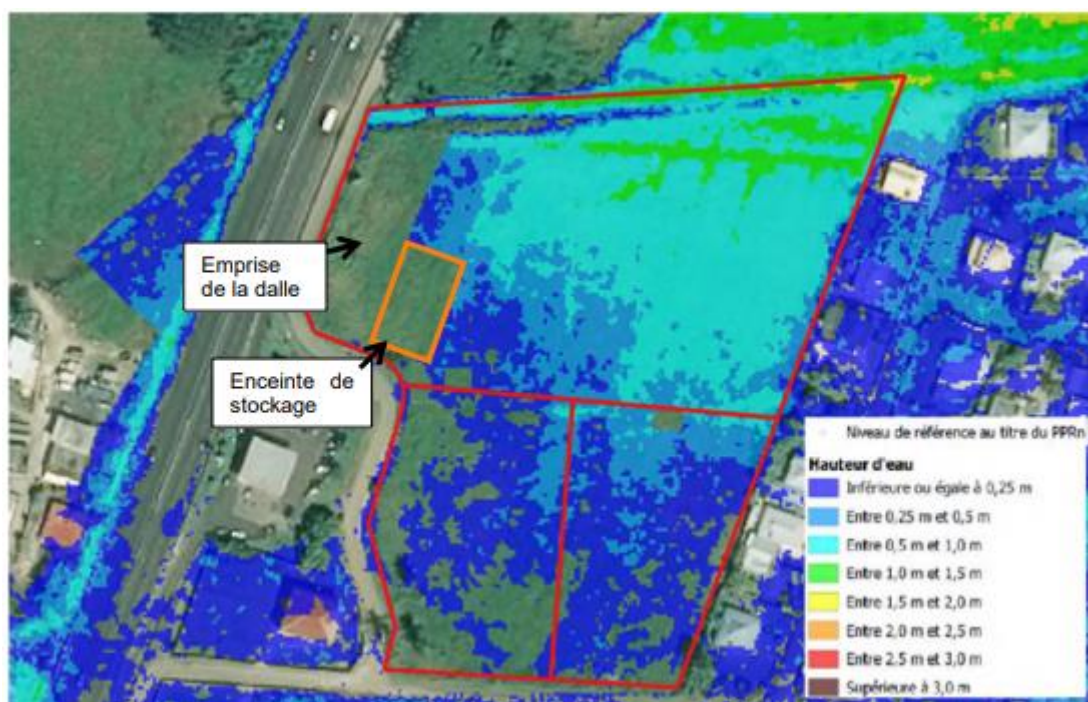 Emprise
de la dalle
Enceinte de
stockage
Niveau de référence au titre du PPRn
Hauteur d'eau
Inférieure ou égale à 0,25 m
Entre 0,25 m et 0,5 m
Entre 0,5 m et 1,0 m
Entre 1,0 m et 1,5 m
Entre 1,5 m et 2,0 m
Entre 2,0 m et 2,5 m
Entre 2,5 m et 3,0 m
Supérieure à 3,0 m